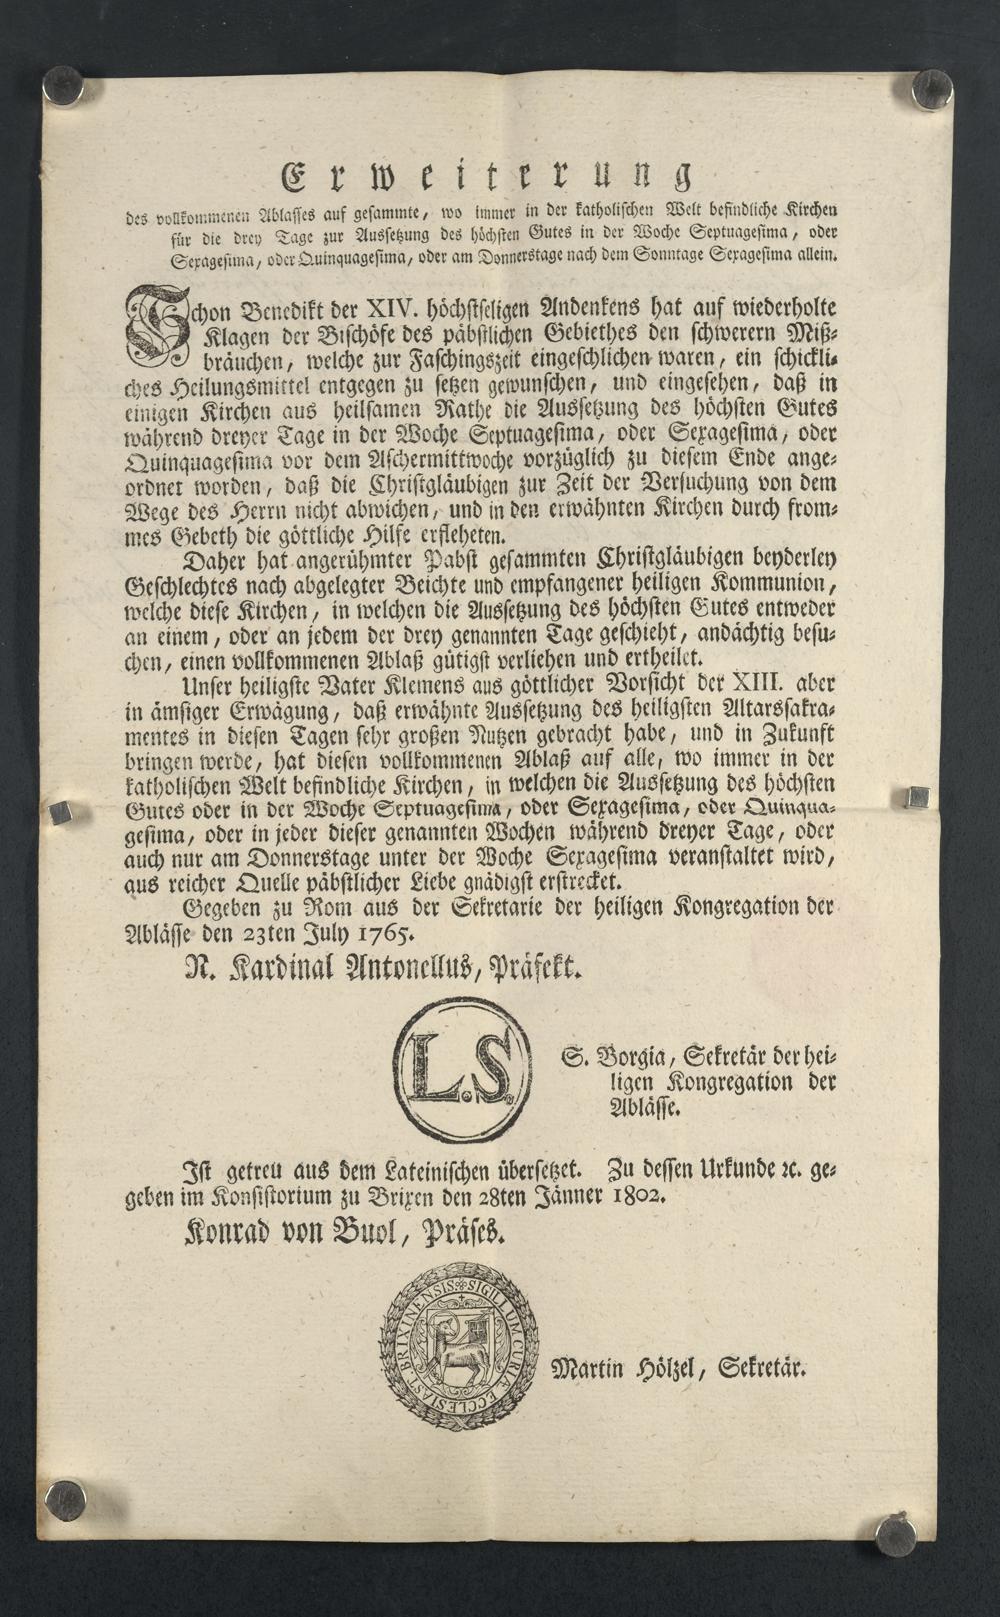 Erweiterung
des vollkommenen Ablasses auf gesammte, wo immer in der katholischen Welt befindliche Kirchen
für die drey Tage zur Aussetzung des höchsten Gutes in der Woche Septuagesima, oder
Sexagesima, oder Quinquagesima, oder am Donnerstage nach dem Sonntage Sexagesima allein.
Schon Benedikt der XIV. höchstseligen Andenkens hat auf wiederholte
Klagen der Bischöfe des päbstlichen Gebiethes den schwerern Miß-
bräuchen, welche zur Faschingszeit eingeschlichen waren, ein schickli-
ches Heilungsmittel entgegen zu setzen gewunschen, und eingesehen, daß in
einigen Kirchen aus heilsamen Rathe die Aussetzung des höchsten Gutes
während dreyer Tage in der Woche Septuagesima, oder Sexagesima, oder
Quinquagesima vor dem Aschermittwoche vorzüglich zu diesem Ende ange-
ordnet worden, daß die Christgläubigen zur Zeit der Versuchung von dem
Wege des Herrn nicht abwichen, und in den erwähnten Kirchen durch from-
mes Gebeth die göttliche Hilfe erfleheten.
Daher hat angerühmter Pabst gesammten Christgläubigen beyderley
Geschlechtes nach abgelegter Beichte und empfangener heiligen Kommunion,
welche diese Kirchen, in welchen die Aussetzung des höchsten Gutes entweder
an einem, oder an jedem der drey genannten Tage geschieht, andächtig besu-
chen, einen vollkommenen Ablaß gütigst verliehen und ertheilet.
Unser heiligste Vater Klemens aus göttlicher Vorsicht der XIII. aber
in ämsiger Erwägung, daß erwähnte Aussetzung des heiligsten Altarssakra-
mentes in diesen Tagen sehr großen Nutzen gebracht habe, und in Zukunft
bringen werde, hat diesen vollkommenen Ablaß auf alle, wo immer in der
katholischen Welt befindliche Kirchen, in welchen die Aussetzung des höchsten
Gutes oder in der Woche Septuagesima, oder Sexagesima, oder Quinqua-
gesima, oder in jeder dieser genannten Wochen während dreyer Tage, oder
auch nur am Donnerstage unter der Woche Sexagesima veranstaltet wird,
aus reicher Quelle päbstlicher Liebe gnädigst erstrecket.
Gegeben zu Rom aus der Sekretarie der heiligen Kongregation der
Ablässe den 23ten July 1765.
N. Kardinal Antonellus, Präfekt.
L.S.
S. Borgia, Sekretär der hei-
ligen Kongregation der
Ablässe.
Ist getreu aus dem Lateinischen übersetzet. Zu dessen Urkunde ꝛc. ge-
geben im Konsistorium zu Brixen den 28ten Jänner 1802.
Konrad von Buol, Präses.
SIGILLUM CURIÆ ECCLESIAST. BRIXINENSIS
Martin Hölzel, Sekretär.